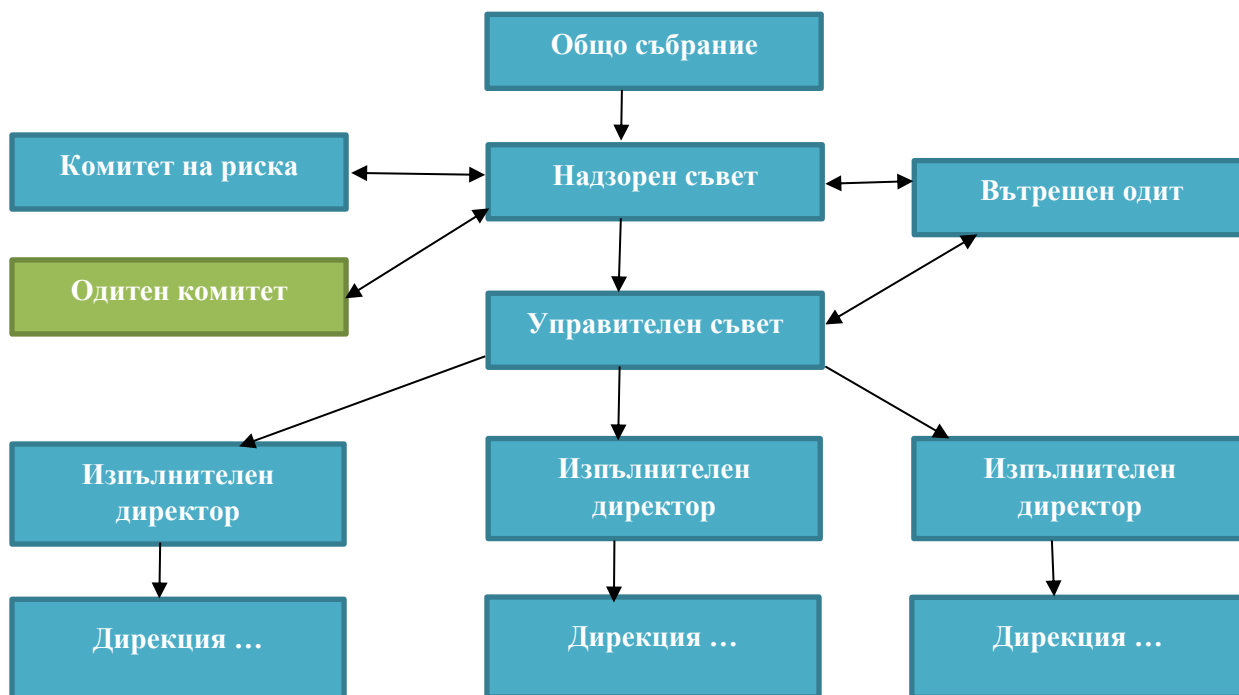 Общо събрание
Комитет на риска
Надзорен съвет
Вътрешен одит
Одитен комитет
Управителен съвет
Изпълнителен
директор
Изпълнителен
директор
Изпълнителен
директор
Дирекция …
Дирекция …
Дирекция …